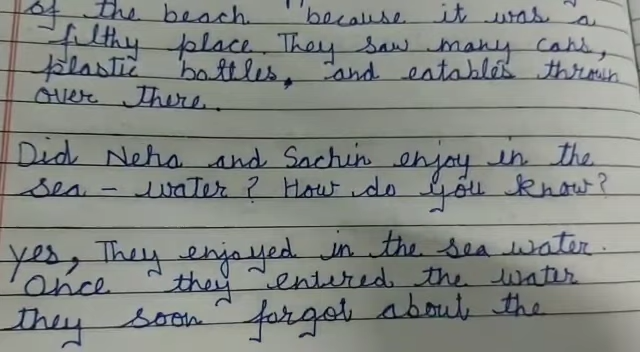 of the beach because it was a
filthy place. They saw many cans,
plastic bottles, and eatables thrown
over there.
Did Neha and Sachin enjoy in the
sea - water? How do you know?
yes, They enjoyed in the sea water.
Once they entered the water
they soon forgot about the